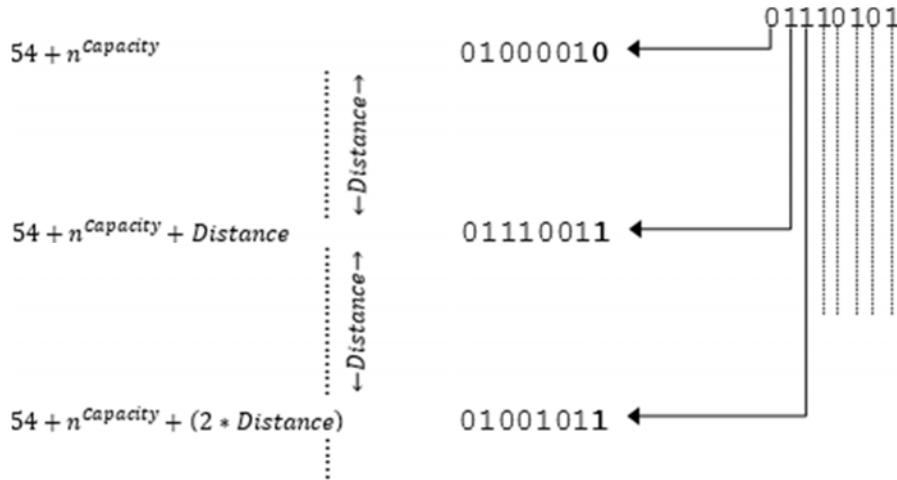 01110101
54 + n^Capacity 01000010
←Distance→
54 + n^Capacity + Distance 01110011
←Distance→
54 + n^Capacity + (2 * Distance) 01001011